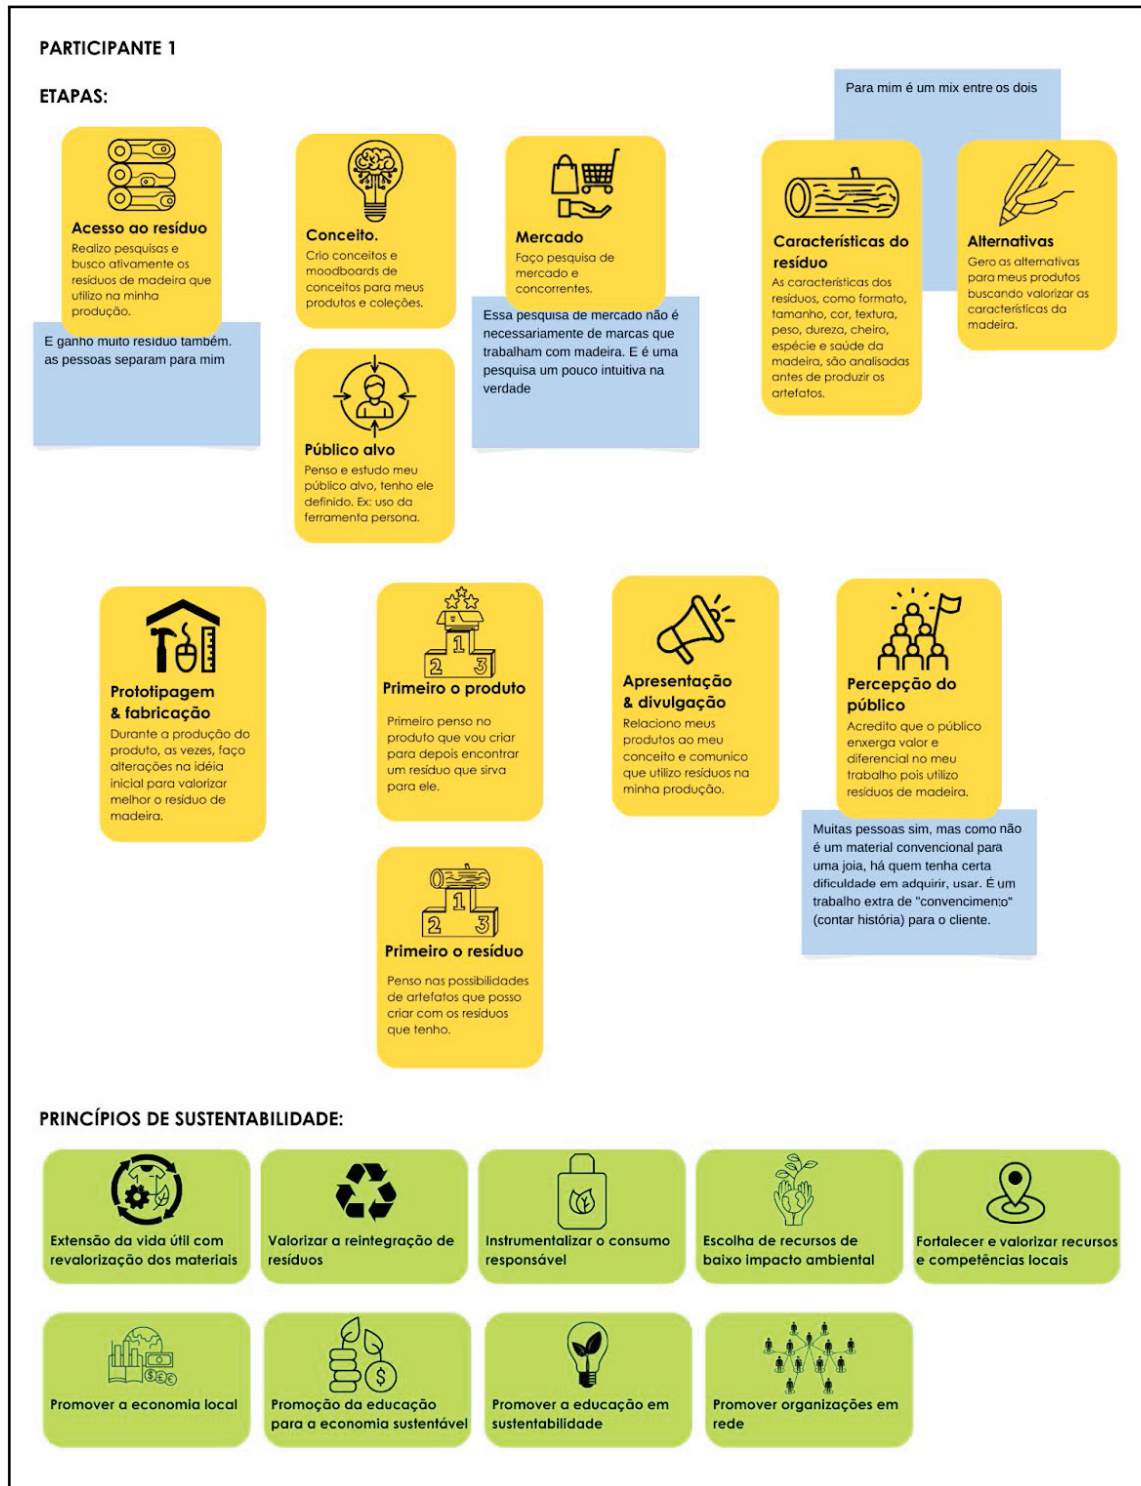 PARTICIPANTE 1
ETAPAS:
Acesso ao resíduo
Realizo pesquisas e
busco ativamente os
resíduos de madeira que
utilizo na minha
produção.
E ganho muito resíduo também.
as pessoas separam para mim
Conceito.
Crio conceitos e
moodboards de
conceitos para meus
produtos e coleções.
Público alvo
Penso e estudo meu
público alvo, tenho ele
definido. Ex: uso da
ferramenta persona.
Mercado
Faço pesquisa de
mercado e
concorrentes.
Essa pesquisa de mercado não é
necessariamente de marcas que
trabalham com madeira. E é uma
pesquisa um pouco intuitiva na
verdade
Para mim é um mix entre os dois
Características do
resíduo
As características dos
resíduos, como formato,
tamanho, cor, textura,
peso, dureza, cheiro,
espécie e saúde da
madeira, são analisadas
antes de produzir os
artefatos.
Alternativas
Gero as alternativas
para meus produtos
buscando valorizar as
características da
madeira.
Prototipagem
& fabricação
Durante a produção do
produto, as vezes, faço
alterações na idéia
inicial para valorizar
melhor o resíduo de
madeira.
1
2 3
Primeiro o produto
Primeiro penso no
produto que vou criar
para depois encontrar
um resíduo que sirva
para ele.
1
2 3
Primeiro o resíduo
Penso nas possibilidades
de artefatos que posso
criar com os resíduos
que tenho.
Apresentação
& divulgação
Relaciono meus
produtos ao meu
conceito e comunico
que utilizo resíduos na
minha produção.
Percepção do
público
Acredito que o público
enxerga valor e
diferencial no meu
trabalho pois utilizo
resíduos de madeira.
Muitas pessoas sim, mas como não
é um material convencional para
uma joia, há quem tenha certa
dificuldade em adquirir, usar. É um
trabalho extra de "convencimento"
(contar história) para o cliente.
PRINCÍPIOS DE SUSTENTABILIDADE:
Extensão da vida útil com
revalorização dos materiais
Valorizar a reintegração de
resíduos
Instrumentalizar o consumo
responsável
Escolha de recursos de
baixo impacto ambiental
Fortalecer e valorizar recursos
e competências locais
$ € €
Promover a economia local
$
Promoção da educação
para a economia sustentável
Promover a educação em
sustentabilidade
Promover organizações em
rede